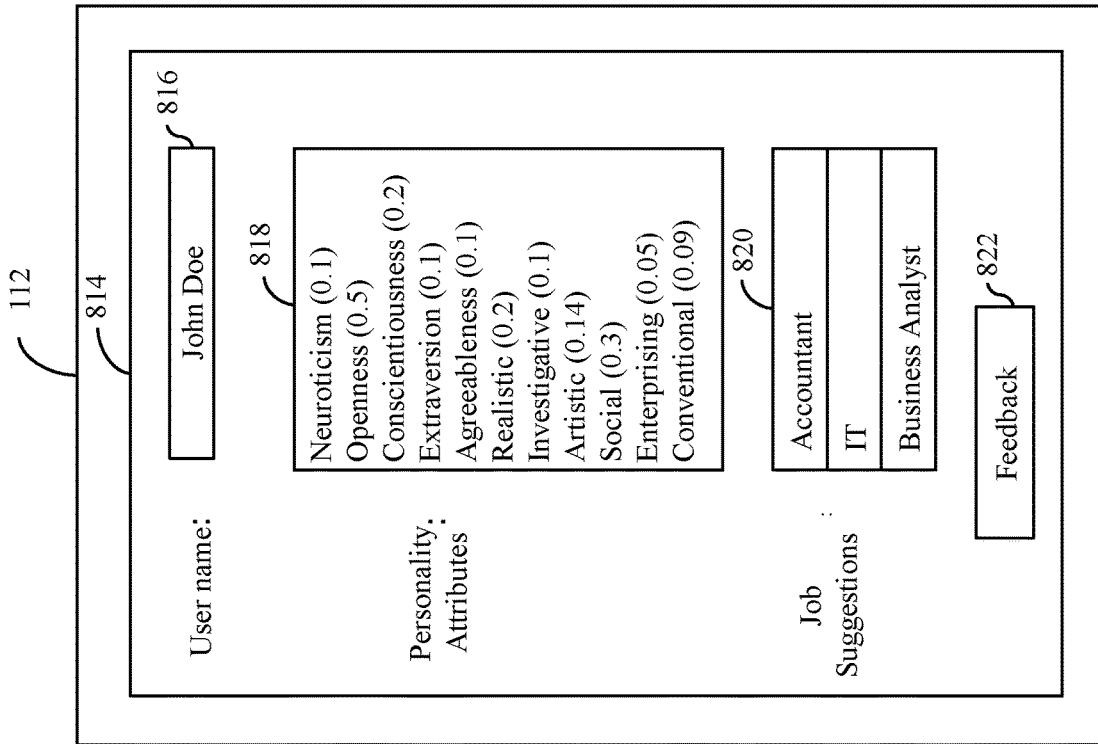 112
814
User name:
John Doe
816
Personality :
Attributes
818
Neuroticism (0.1)
Openness (0.5)
Conscientiousness (0.2)
Extraversion (0.1)
Agreeableness (0.1)
Realistic (0.2)
Investigative (0.1)
Artistic (0.14)
Social (0.3)
Enterprising (0.05)
Conventional (0.09)
Job :
Suggestions
820
Accountant
IT
Business Analyst
Feedback
822